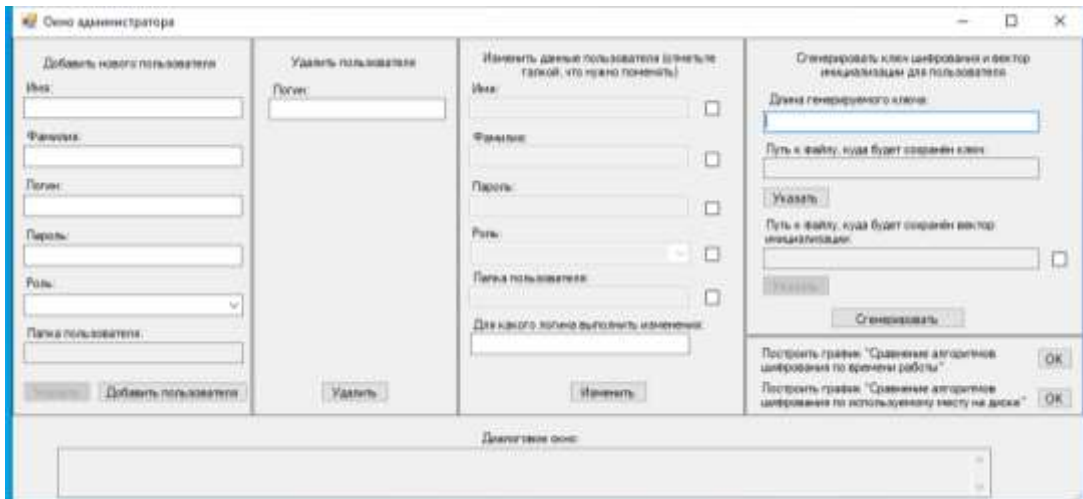 Окно администратора
Добавить нового пользователя
Имя:
Фамилия:
Логин:
Пароль:
Роль:
Папка пользователя:
Указать
Добавить пользователя
Удалить пользователя
Логин:
Удалить
Изменить данные пользователя (отметьте
галкой, что нужно поменять)
Имя:
Фамилия:
Пароль:
Роль:
Папка пользователя:
Для какого логина выполнить изменения:
Изменить
Сгенерировать ключ шифрования и вектор
инициализации для пользователя
Длина генерируемого ключа:
Путь к файлу, куда будет сохранён ключ:
Указать
Путь к файлу, куда будет сохранён вектор
инициализации:
Указать
Сгенерировать
Построить график "Сравнение алгоритмов
шифрования по времени работы"
OK
Построить график "Сравнение алгоритмов
шифрования по используемому месту на диске"
OK
Диалоговое окно: